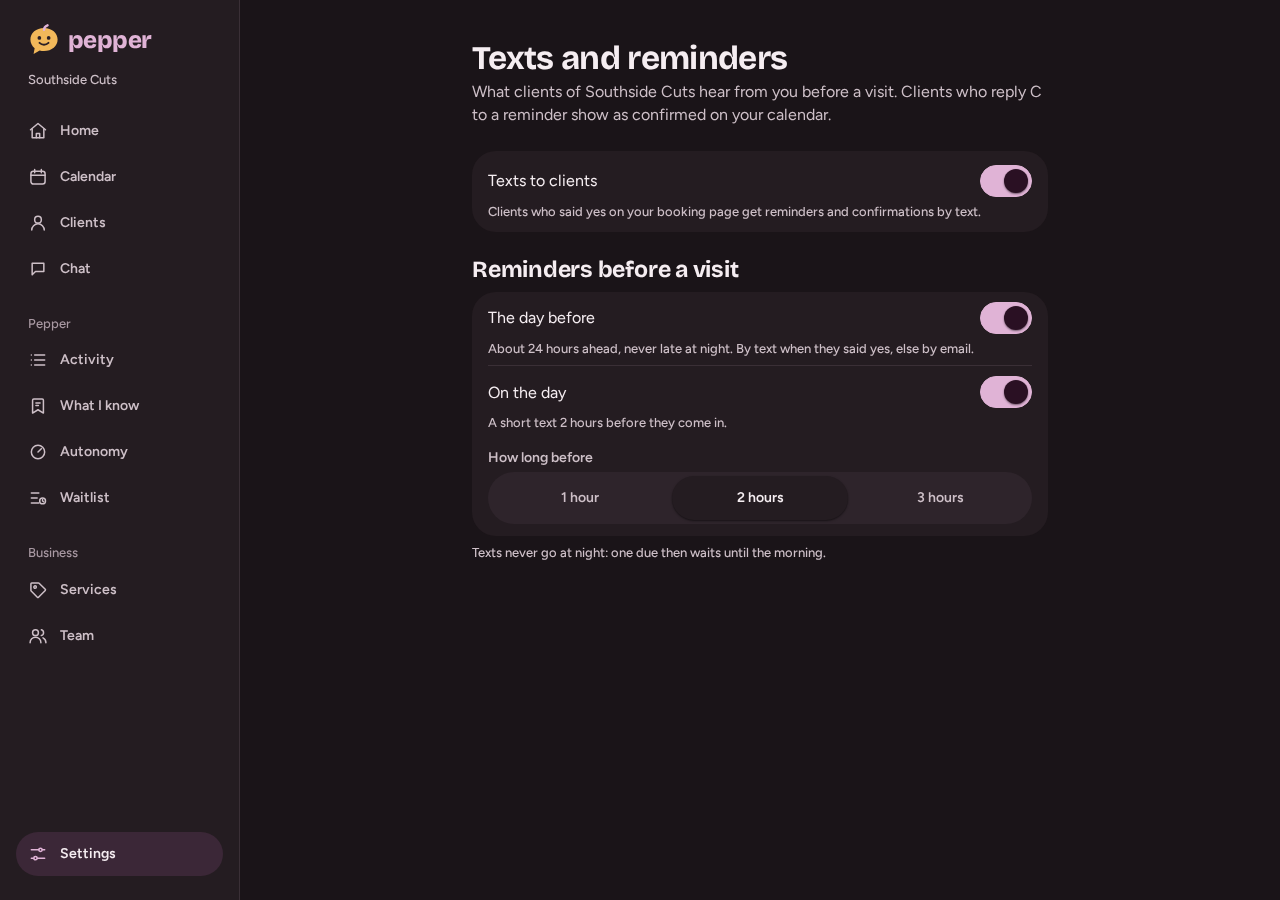 pepper
Southside Cuts
Home
Calendar
Clients
Chat
Pepper
Activity
What I know
Autonomy
Waitlist
Business
Services
Team
Settings
Texts and reminders
What clients of Southside Cuts hear from you before a visit. Clients who reply C
to a reminder show as confirmed on your calendar.
Texts to clients
Clients who said yes on your booking page get reminders and confirmations by text.
Reminders before a visit
The day before
About 24 hours ahead, never late at night. By text when they said yes, else by email.
On the day
A short text 2 hours before they come in.
How long before
1 hour
2 hours
3 hours
Texts never go at night: one due then waits until the morning.